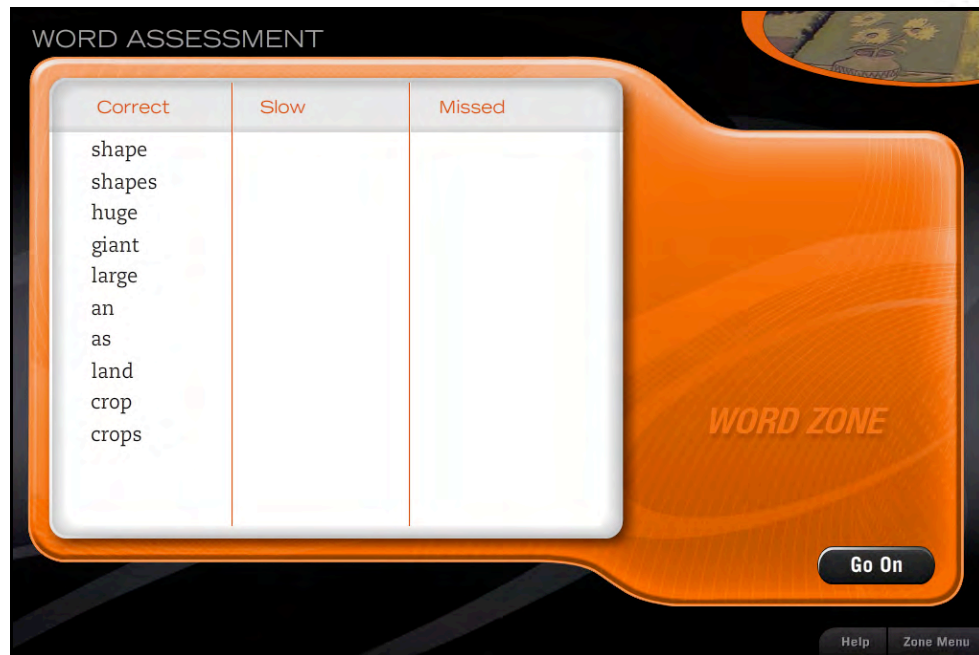 WORD ASSESSMENT
Correct Slow Missed
shape
shapes
huge
giant
large
an
as
land
crop
crops
WORD ZONE
Go On
Help Zone Menu